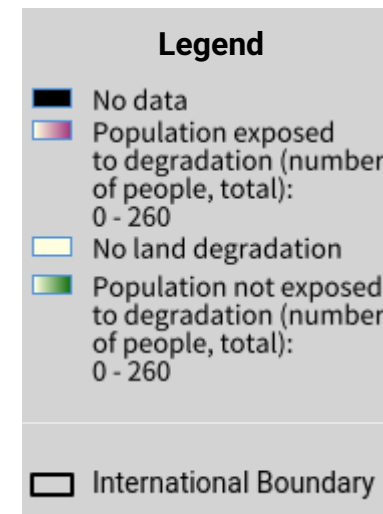 Legend
No data
Population exposed
to degradation (number
of people, total):
0 - 260
No land degradation
Population not exposed
to degradation (number
of people, total):
0 - 260
International Boundary